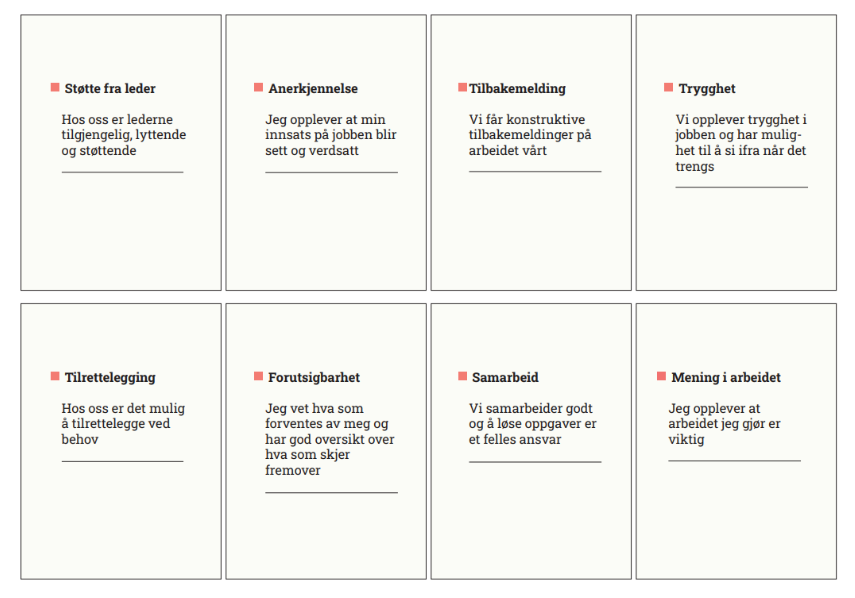 Støtte fra leder
Hos oss er lederne
tilgjengelig, lyttende
og støttende
Anerkjennelse
Jeg opplever at min
innsats på jobben blir
sett og verdsatt
Tilbakemelding
Vi får konstruktive
tilbakemeldinger på
arbeidet vårt
Trygghet
Vi opplever trygghet i
jobben og har mulig-
het til å si ifra når det
trengs
Tilrettelegging
Hos oss er det mulig
å tilrettelegge ved
behov
Forutsigbarhet
Jeg vet hva som
forventes av meg og
har god oversikt over
hva som skjer
fremover
Samarbeid
Vi samarbeider godt
og å løse oppgaver er
et felles ansvar
Mening i arbeidet
Jeg opplever at
arbeidet jeg gjør er
viktig